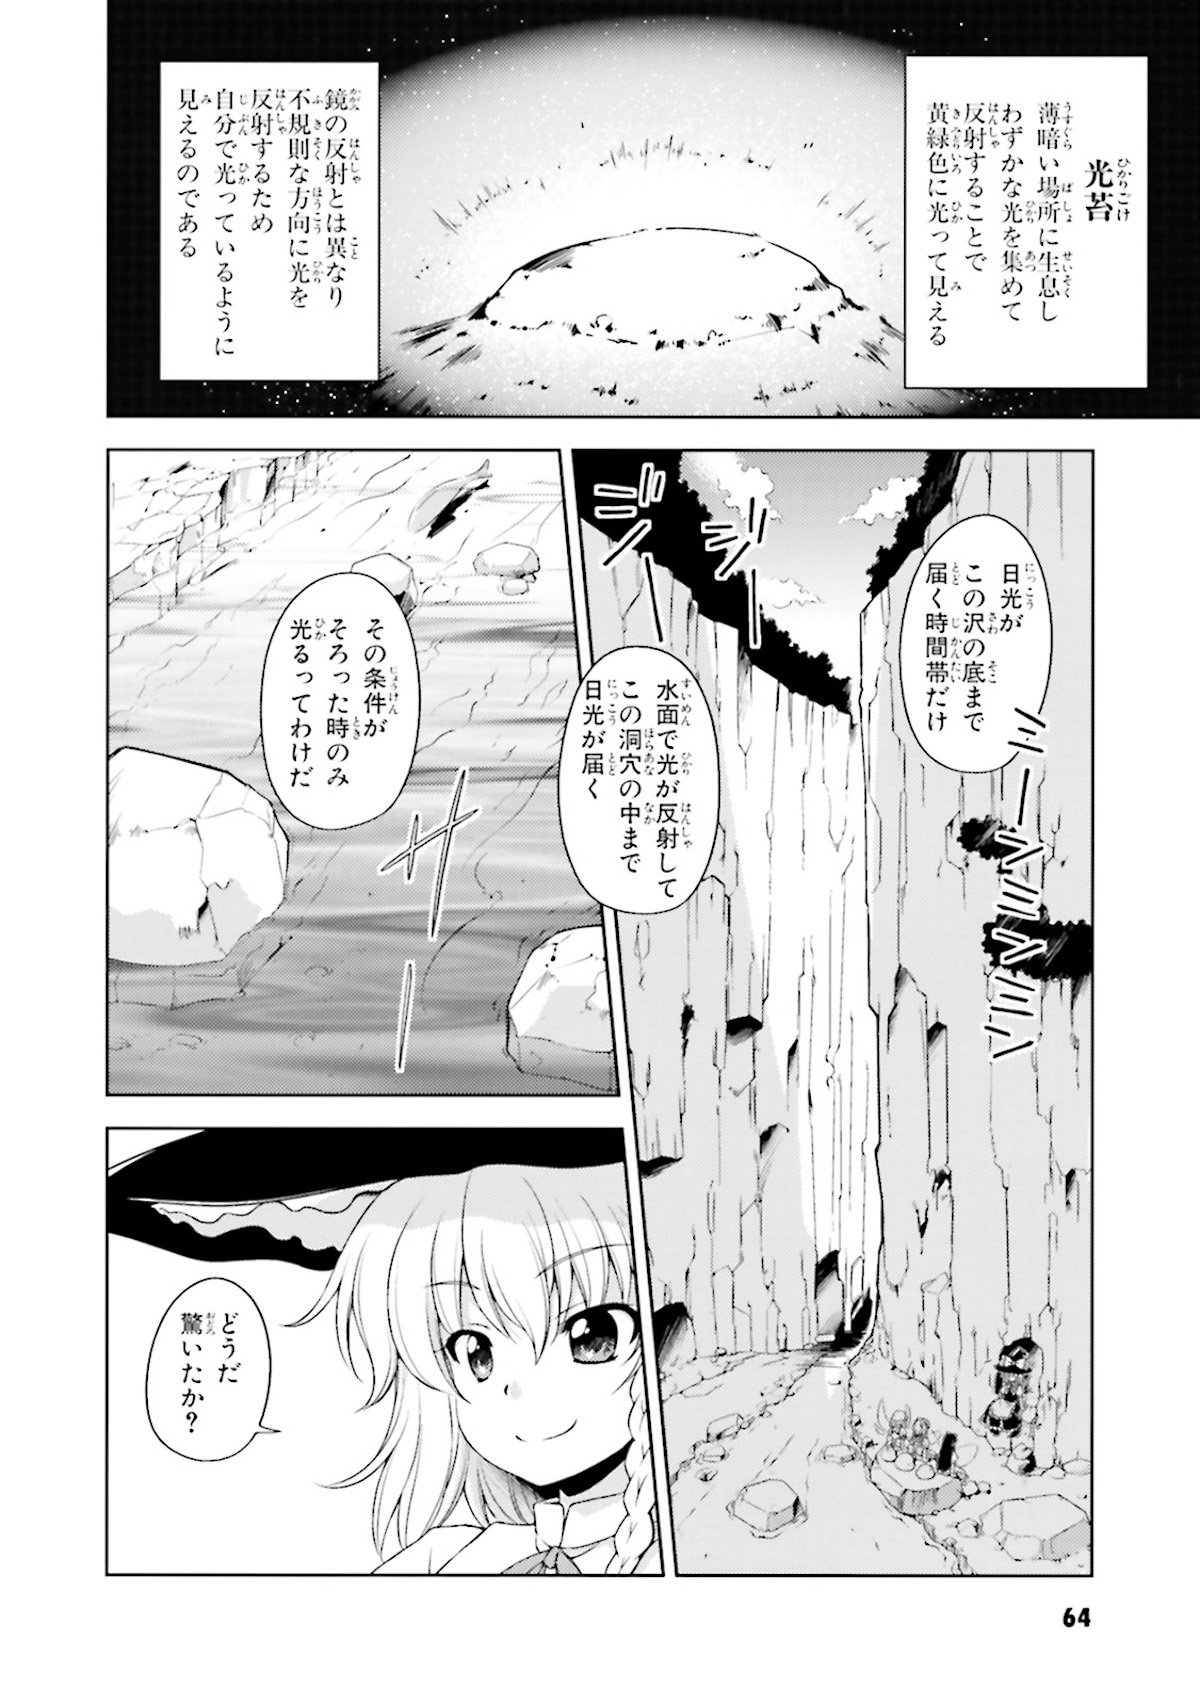 光苔
薄暗い場所に生息し
わずかな光を集めて
反射することで
黄緑色に光って見える
鏡の反射とは異なり
不規則な方向に光を
反射するため
自分で光っているように
見えるのである
日光が
この沢の底まで
届く時間帯だけ
ミーンミンミンミン
ジジ
ジジ
水面で光が反射して
この洞穴の中まで
日光が届く
その条件が
そろった時のみ
光るってわけだ
キラ
どうだ
驚いたか?
64